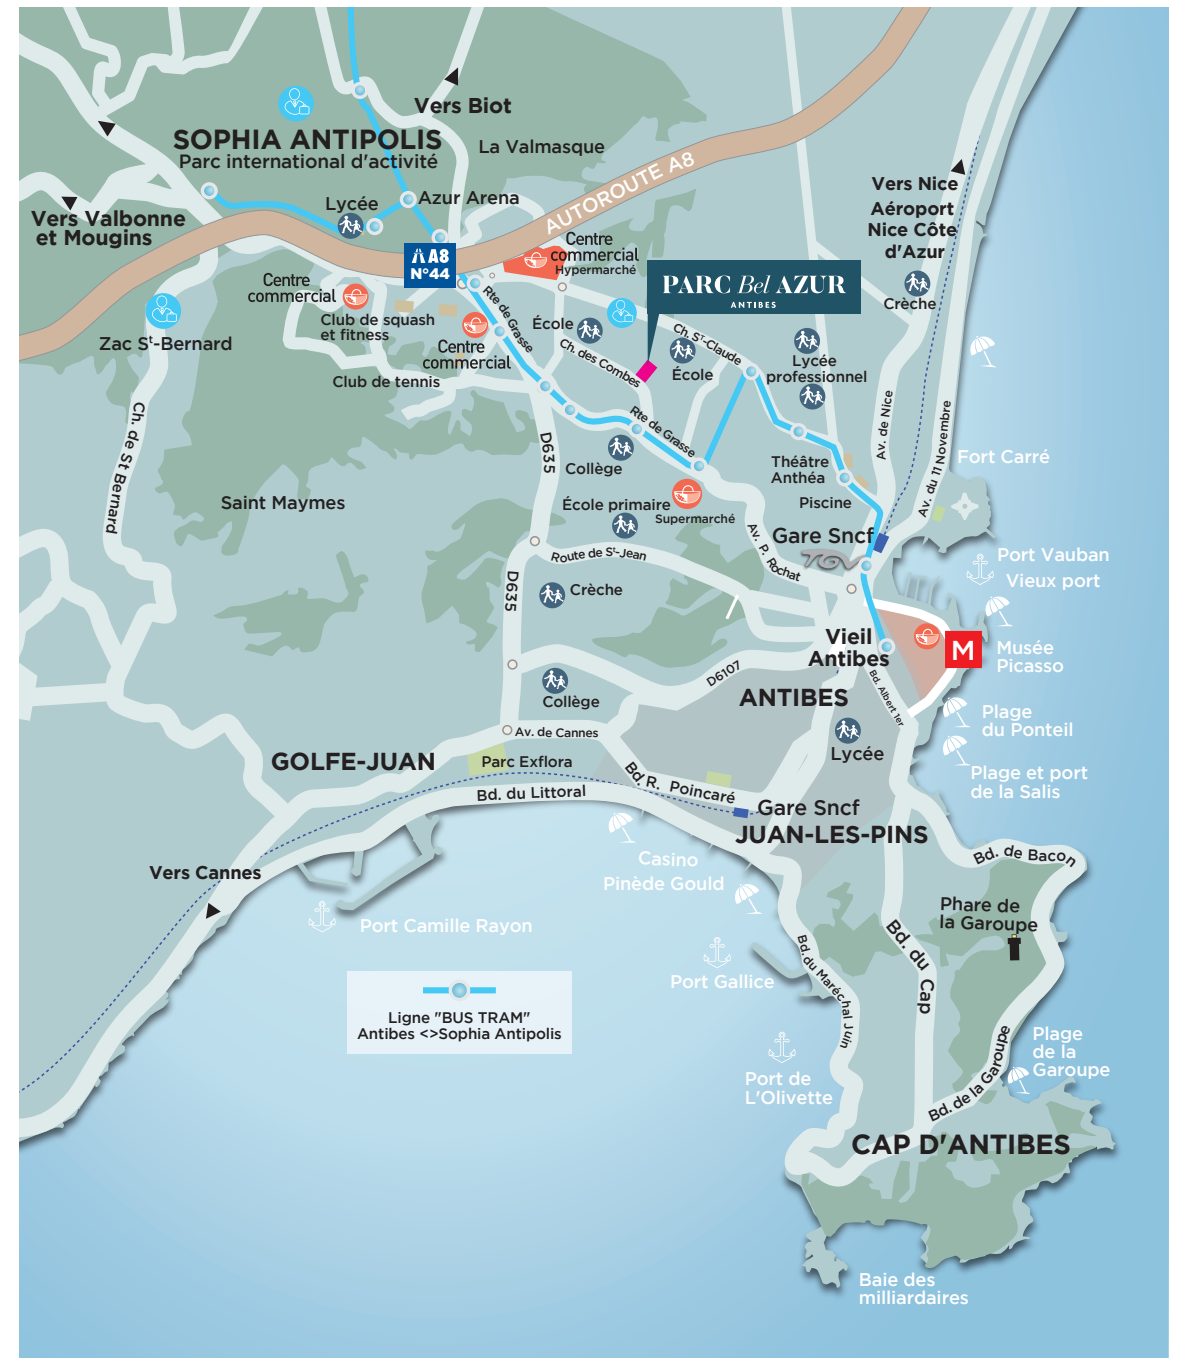 Vers Biot
SOPHIA ANTIPOLIS
Parc international d'activité
La Valmasque
AUTOROUTE A8
Lycée
Azur Arena
Vers Valbonne
et Mougins
Vers Nice
Aéroport
Nice Côte
d'Azur
A8
N°44
Centre
commercial
Hypermarché
PARC Bel AZUR
ANTIBES
Crèche
Centre
commercial
Club de squash
et fitness
Rte de Grasse
École
Ch. des Combes
Ch. St-Claude
École
Lycée
professionnel
Zac St-Bernard
Centre
commercial
Club de tennis
Av. de Nice
Ch. de St Bernard
D635
Rte de Grasse
Collège
Av. du 11 Novembre
Fort Carré
Théâtre
Anthéa
Piscine
Saint Maymes
École primaire
Supermarché
Gare Sncf
TGV
Av. P. Rochat
Route de St-Jean
Port Vauban
Vieux port
D635
Crèche
Vieil
Antibes
M
Musée
Picasso
D6107
Bd. Albert 1er
ANTIBES
Collège
Plage
du Ponteil
Av. de Cannes
Lycée
GOLFE-JUAN
Parc Exflora
Plage et port
de la Salis
Bd. du Littoral
Bd R. Poincaré
Gare Sncf
JUAN-LES-PINS
Vers Cannes
Casino
Pinède Gould
Bd. de Bacon
Phare de
la Garoupe
Port Camille Rayon
Bd. du Cap
Bd. du Maréchal Juin
Port Gallice
Ligne "BUS TRAM"
Antibes <>Sophia Antipolis
Plage
de la
Garoupe
Bd. de la Garoupe
Port de
L'Olivette
CAP D'ANTIBES
Baie des
milliardaires